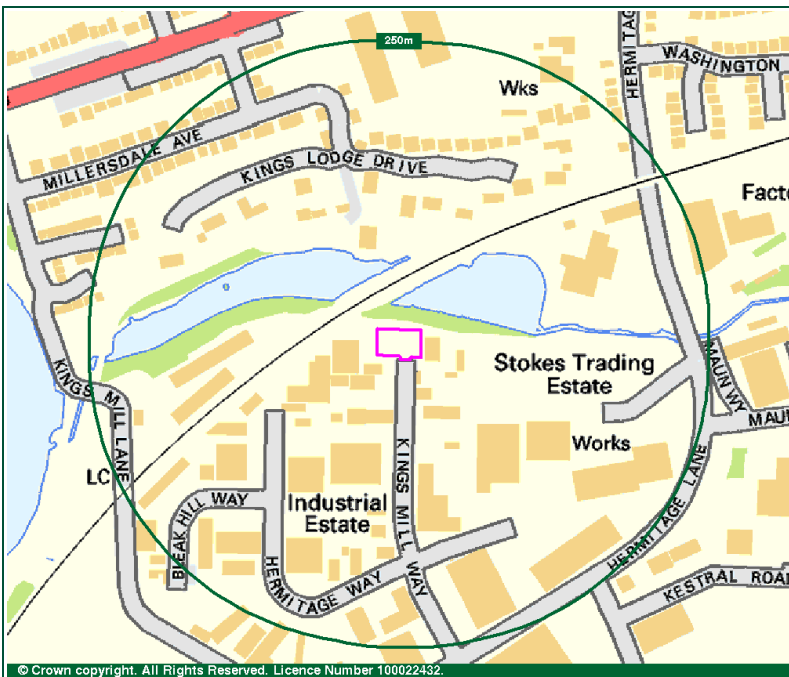 250m
HERMITAG
WASHINGTON
Wks
MILLERSDALE AVE
KINGS LODGE DRIVE
Facto
Stokes Trading
Estate
MAUN WY
KINGS MILL LANE
MAUN
Works
KINGS MILL WAY
LC
HERMITAGE LANE
BLEAK HILL WAY
Industrial
Estate
HERMITAGE WAY
KESTRAL ROAD
© Crown copyright. All Rights Reserved. Licence Number 100022432.